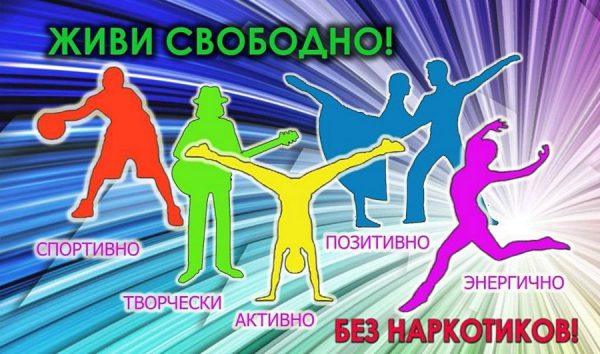 ЖИВИ СВОБОДНО!
СПОРТИВНО
ТВОРЧЕСКИ
АКТИВНО
ПОЗИТИВНО
ЭНЕРГИЧНО
БЕЗ НАРКОТИКОВ!